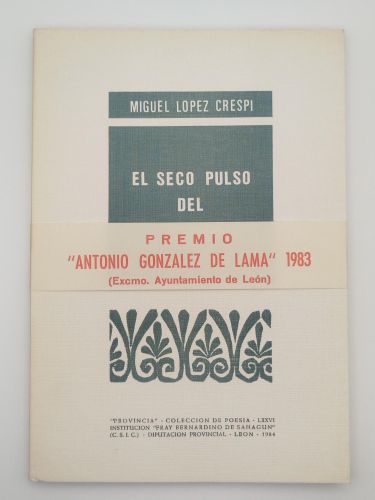 MIGUEL LOPEZ CRESPI
EL SECO PULSO
DEL
PREMIO
"ANTONIO GONZALEZ DE LAMA" 1983
(Excmo. Ayuntamiento de León)
"PROVINCIA" - COLECCION DE POESIA - LXXVI
INSTITUCION "FRAY BERNARDINO DE SAHAGUN"
(C. S. I. C.) - DIPUTACION PROVINCIAL - LEON - 1984